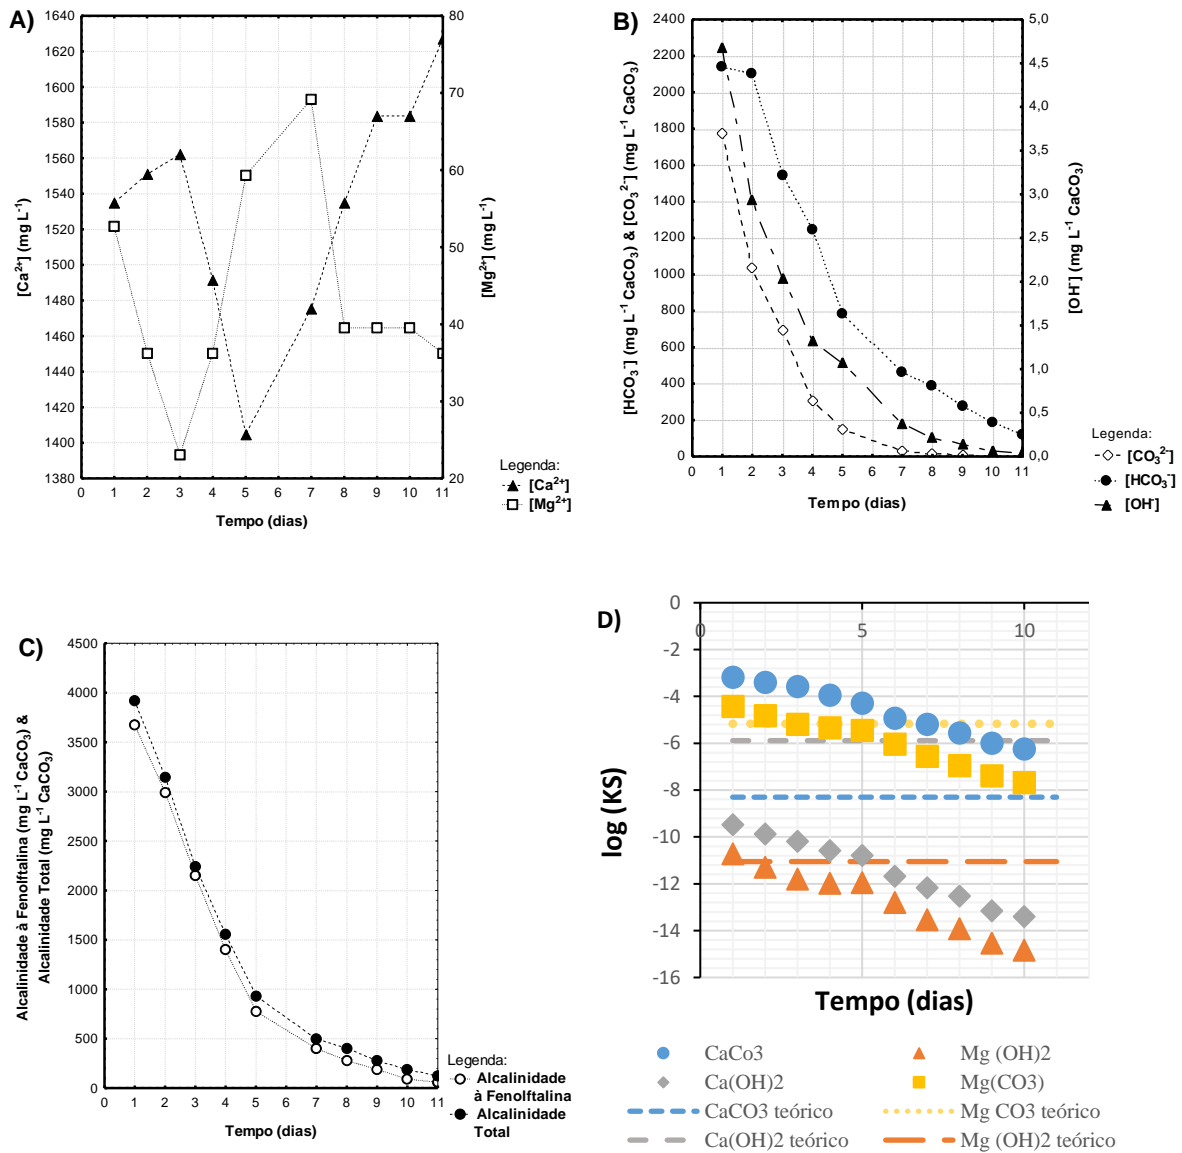 A)
1640
1620
1600
1580
1560
1540
1520
1500
1480
1460
1440
1420
1400
1380
[Ca²⁺] (mg L⁻¹)
80
70
60
50
40
30
20
[Mg²⁺] (mg L⁻¹)
0 1 2 3 4 5 6 7 8 9 10 11
Tempo (dias)
Legenda:
[Ca²⁺]
[Mg²⁺]
B)
2400
2200
2000
1800
1600
1400
1200
1000
800
600
400
200
0
[HCO₃⁻] (mg L⁻¹ CaCO₃) & [CO₃²⁻] (mg L⁻¹ CaCO₃)
5,0
4,5
4,0
3,5
3,0
2,5
2,0
1,5
1,0
0,5
0,0
[OH⁻] (mg L⁻¹ CaCO₃)
0 1 2 3 4 5 6 7 8 9 10 11
Tempo (dias)
Legenda:
[CO₃²⁻]
[HCO₃⁻]
[OH⁻]
C)
4500
4000
3500
3000
2500
2000
1500
1000
500
0
Alcalinidade à Fenolftalina (mg L⁻¹ CaCO₃) &
Alcalinidade Total (mg L⁻¹ CaCO₃)
0 1 2 3 4 5 6 7 8 9 10 11
Tempo (dias)
Legenda:
Alcalinidade
à Fenolftalina
Alcalinidade
Total
D)
0
-2
-4
-6
-8
-10
-12
-14
-16
log (KS)
0 5 10
Tempo (dias)
CaCo3 Mg (OH)2
Ca(OH)2 Mg(CO3)
CaCO3 teórico Mg CO3 teórico
Ca(OH)2 teórico Mg (OH)2 teórico